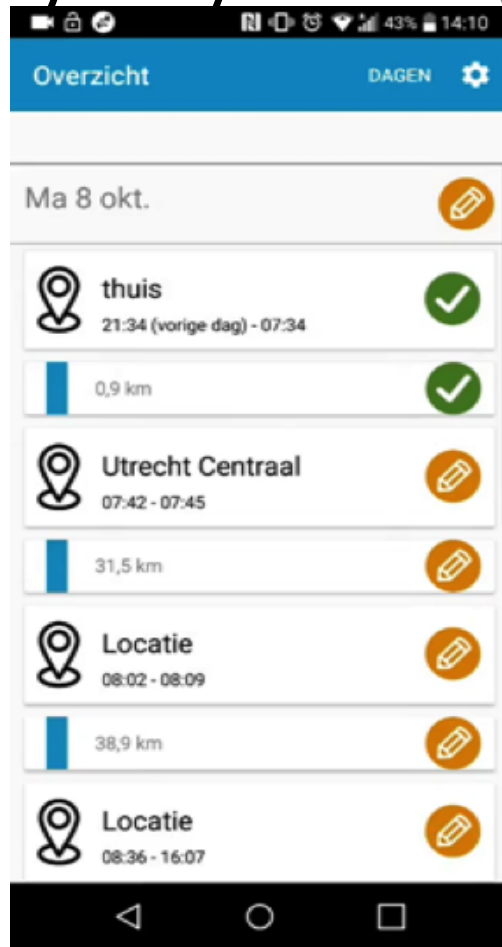 43% 14:10
Overzicht DAGEN
Ma 8 okt.
thuis
21:34 (vorige dag) - 07:34
0,9 km
Utrecht Centraal
07:42 - 07:45
31,5 km
Locatie
08:02 - 08:09
38,9 km
Locatie
08:36 - 16:07